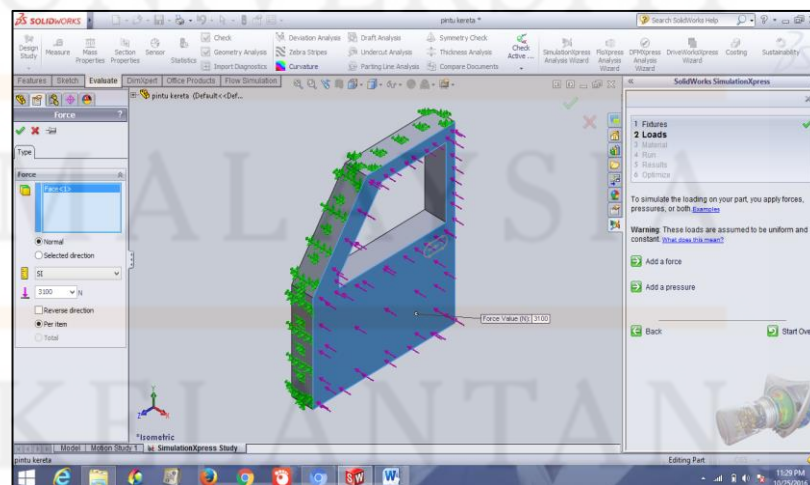 SOLIDWORKS
pintu kereta *
Search SolidWorks Help
Design Study
Measure
Mass Properties
Section Properties
Sensor
Statistics
Check
Geometry Analysis
Import Diagnostics
Deviation Analysis
Zebra Stripes
Curvature
Draft Analysis
Undercut Analysis
Parting Line Analysis
Symmetry Check
Thickness Analysis
Compare Documents
Check Active ...
SimulationXpress Analysis Wizard
FloXpress Analysis Wizard
DFMXpress Analysis Wizard
DriveWorksXpress Wizard
Costing
Sustainability
Features
Sketch
Evaluate
DimXpert
Office Products
Flow Simulation
pintu kereta (Default<<Def...
Force
?
Type
Force
Face<1>
Normal
Selected direction
SI
3100
N
Reverse direction
Per item
Total
Force Value (N): 3100
*Isometric
SolidWorks SimulationXpress
1 Fixtures
2 Loads
3 Material
4 Run
5 Results
6 Optimize
To simulate the loading on your part, you apply forces,
pressures, or both. Examples
Warning: These loads are assumed to be uniform and
constant. What does this mean?
Add a force
Add a pressure
Back
Start Over
Model
Motion Study 1
SimulationXpress Study
pintu kereta
Editing Part
11:29 PM
10/25/2016
MALAYSIA
KELANTAN